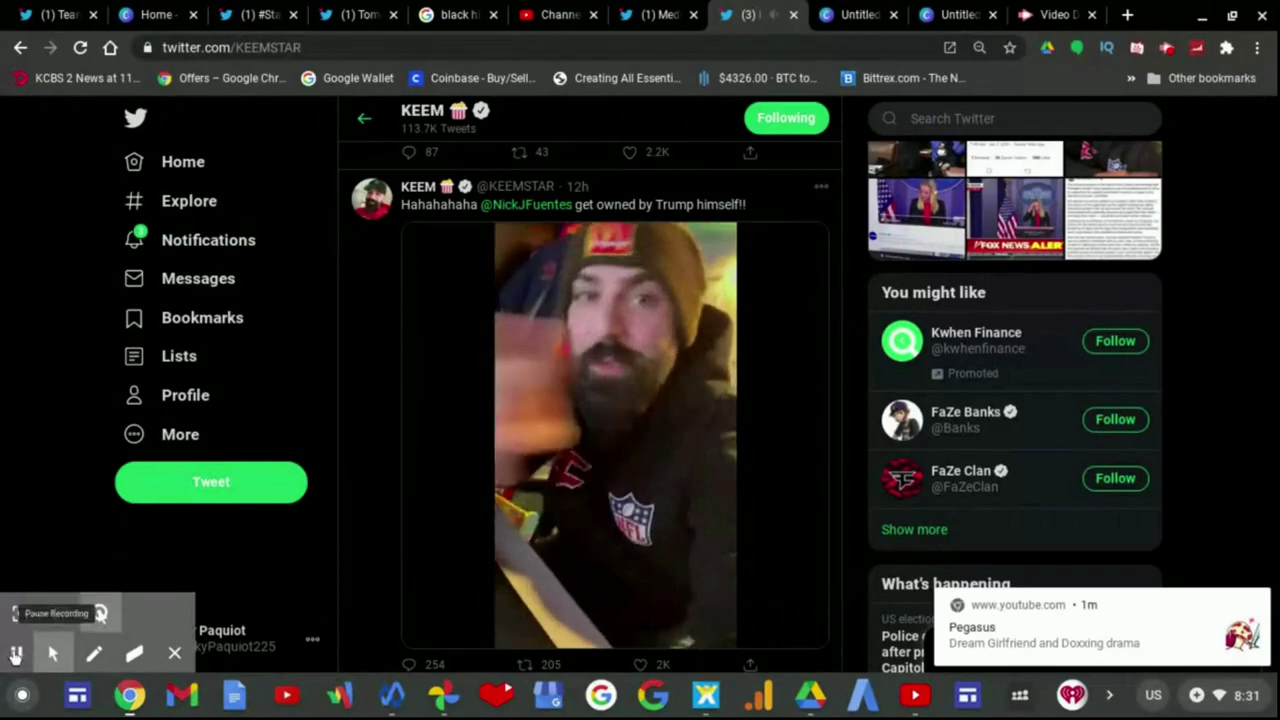 (1) Tea
Home -
(1) #Sta
(1) Tom
black hi
Channe
(1) Med
(3)
Untitled
Untitled
Video D
twitter.com/KEEMSTAR
KCBS 2 News at 11...
Offers – Google Chr...
Google Wallet
Coinbase - Buy/Sell...
Creating All Essenti...
$4326.00 · BTC to...
Bittrex.com - The N...
Other bookmarks
Home
Explore
3
Notifications
Messages
Bookmarks
Lists
Profile
More
Tweet
Pause Recording
Paquiot
kyPaquiot225
KEEM
113.7K Tweets
Following
87 43 2.2K
KEEM @KEEMSTAR · 12h
Hahahahaha @NickJFuentes get owned by Trump himself!!
NFL
254 205 2K
Search Twitter
FOX NEWS ALER
You might like
Kwhen Finance
@kwhenfinance
Follow
Promoted
FaZe Banks
@Banks
Follow
FaZe Clan
@FaZeClan
Follow
Show more
What's happening
US election
Police
after pr
Capitol
www.youtube.com • 1m
Pegasus
Dream Girlfriend and Doxxing drama
US
8:31